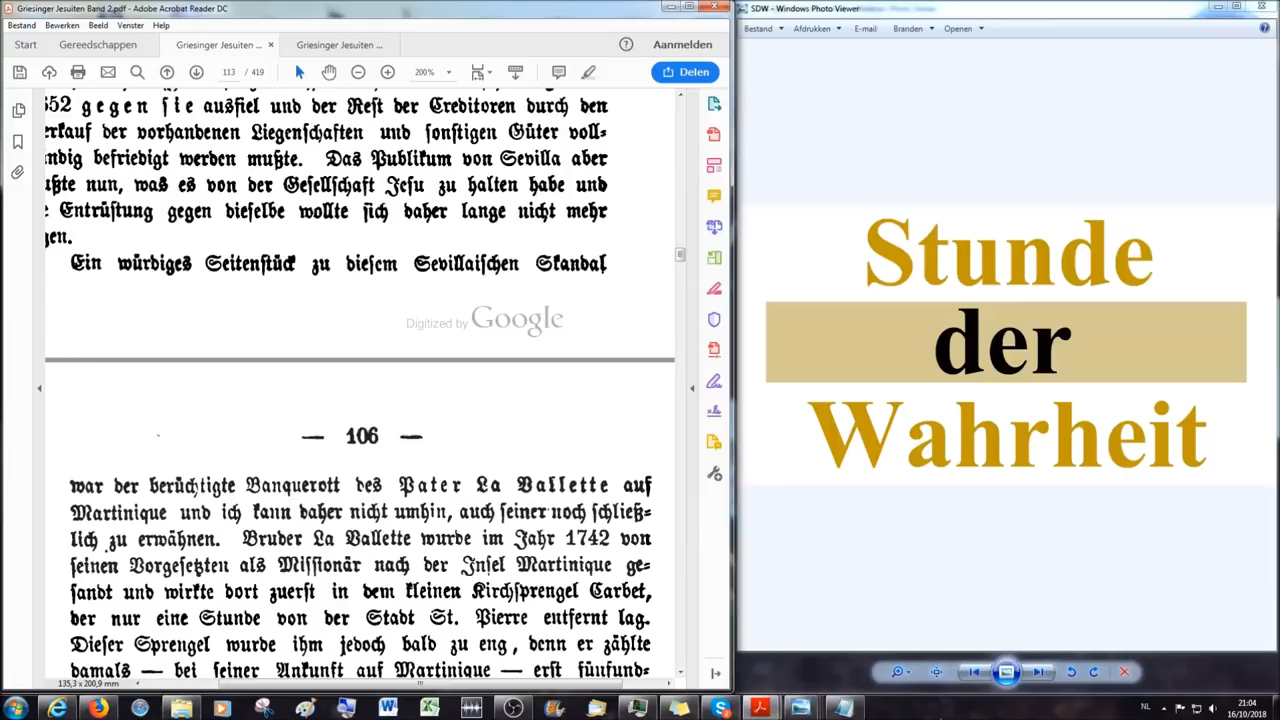 Griesinger Jesuiten Band 2.pdf - Adobe Acrobat Reader DC
Bestand Bewerken Beeld Venster Help
Start Gereedschappen Griesinger Jesuiten ... × Griesinger Jesuiten ... Aanmelden
113 / 419 200% Delen
352 gegen sie ausfiel und der Rest der Creditoren durch den
erkauf der vorhandenen Liegenschaften und sonstigen Güter voll-
ndig befriedigt werden mußte. Das Publikum von Sevilla aber
ußte nun, was es von der Gesellschaft Jesu zu halten habe und
e Entrüstung gegen dieselbe wollte sich daher lange nicht mehr
gen.
Ein würdiges Seitenstück zu diesem Sevillaischen Skandal
Digitized by Google
— 106 —
war der berüchtigte Banquerott des Pater La Vallette auf
Martinique und ich kann daher nicht umhin, auch seiner noch schließ-
lich zu erwähnen. Bruder La Vallette wurde im Jahr 1742 von
seinen Vorgesetzten als Missionär nach der Insel Martinique ge-
sandt und wirkte dort zuerst in dem kleinen Kirchsprengel Carbet,
der nur eine Stunde von der Stadt St. Pierre entfernt lag.
Dieser Sprengel wurde ihm jedoch bald zu eng, denn er zählte
damals — bei seiner Ankunft auf Martinique — erst fünfund-
135,3 x 200,9 mm
SDW - Windows Photo Viewer
Bestand Afdrukken E-mail Branden Openen
Stunde
der
Wahrheit
NL 21:04
16/10/2018